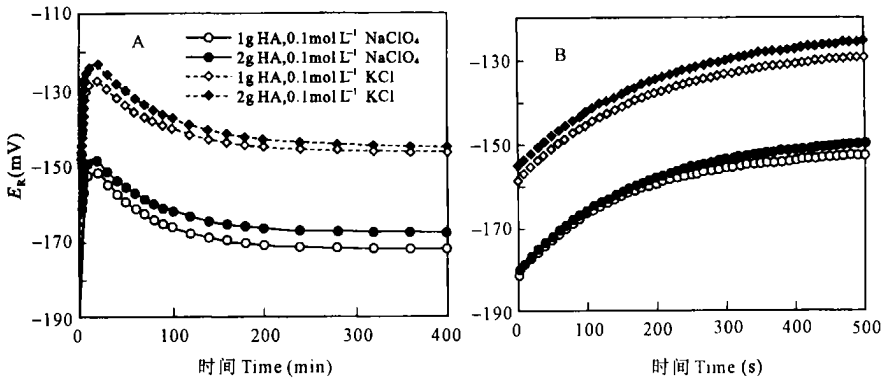 A
1g HA,0.1mol L⁻¹ NaClO₄
2g HA,0.1mol L⁻¹ NaClO₄
1g HA,0.1mol L⁻¹ KCl
2g HA,0.1mol L⁻¹ KCl
−110
−130
−150
−170
−190
E_R(mV)
0 100 200 300 400
时间 Time (min)
B
−130
−150
−170
−190
0 100 200 300 400 500
时间 Time (s)